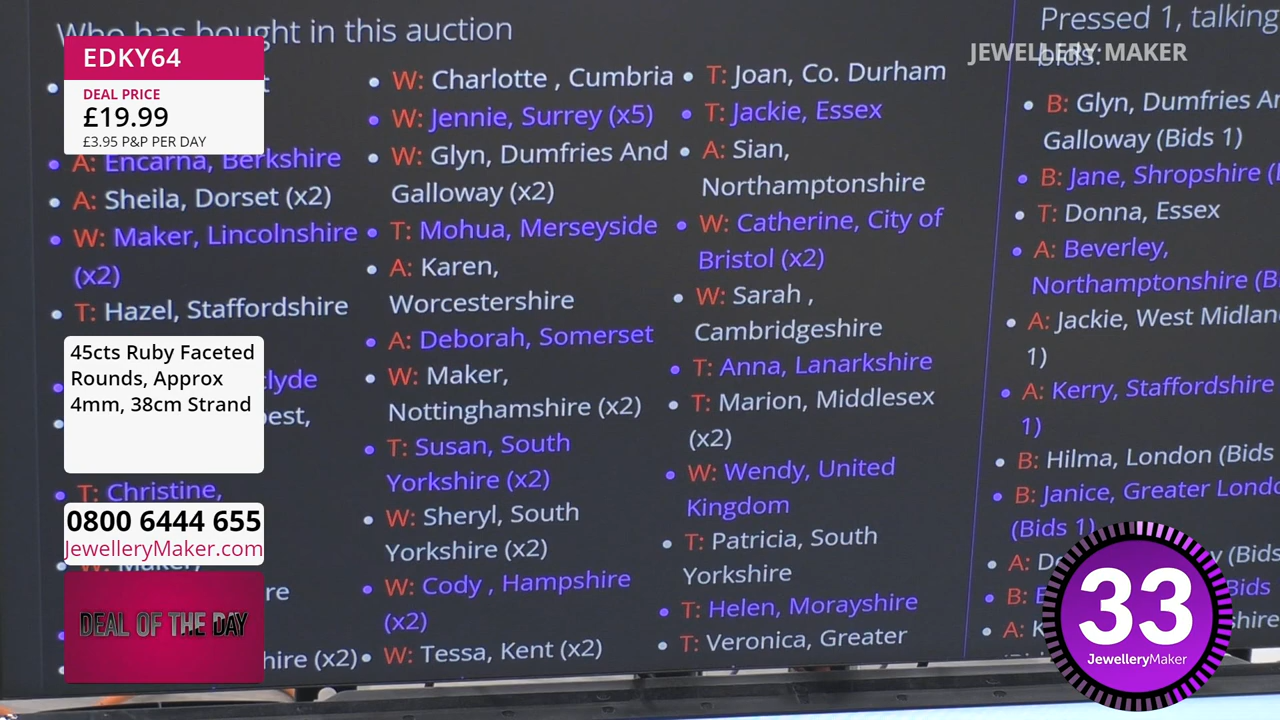 Who has bought in this auction
EDKY64
DEAL PRICE
£19.99
£3.95 P&P PER DAY
A: Encarna, Berkshire
A: Sheila, Dorset (x2)
W: Maker, Lincolnshire
(x2)
T: Hazel, Staffordshire
45cts Ruby Faceted
Rounds, Approx
4mm, 38cm Strand
T: Christine,
0800 6444 655
JewelleryMaker.com
W: Maker,
DEAL OF THE DAY
(x2)
W: Charlotte , Cumbria
W: Jennie, Surrey (x5)
W: Glyn, Dumfries And
Galloway (x2)
T: Mohua, Merseyside
A: Karen,
Worcestershire
A: Deborah, Somerset
W: Maker,
Nottinghamshire (x2)
T: Susan, South
Yorkshire (x2)
W: Sheryl, South
Yorkshire (x2)
W: Cody , Hampshire
(x2)
W: Tessa, Kent (x2)
T: Joan, Co. Durham
T: Jackie, Essex
A: Sian,
Northamptonshire
W: Catherine, City of
Bristol (x2)
W: Sarah ,
Cambridgeshire
T: Anna, Lanarkshire
T: Marion, Middlesex
(x2)
W: Wendy, United
Kingdom
T: Patricia, South
Yorkshire
T: Helen, Morayshire
T: Veronica, Greater
Pressed 1, talking
bids:
JEWELLERY MAKER
B: Glyn, Dumfries
Galloway (Bids 1)
B: Jane, Shropshire
T: Donna, Essex
A: Beverley,
Northamptonshire
A: Jackie, West
1)
A: Kerry, Staffordshire
1)
B: Hilma, London (Bids
B: Janice, Greater
(Bids 1)
A:
(Bids
B:
Bids
A:
33
JewelleryMaker